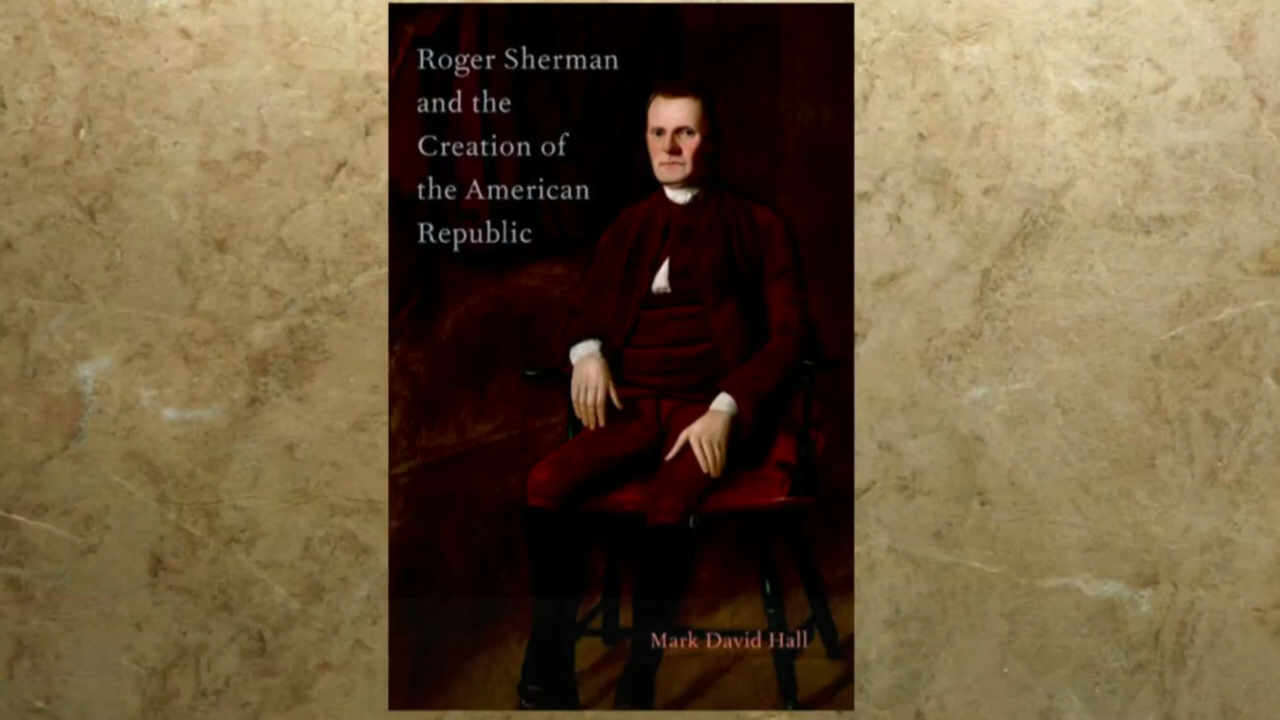 Roger Sherman
and the
Creation of
the American
Republic
Mark David Hall